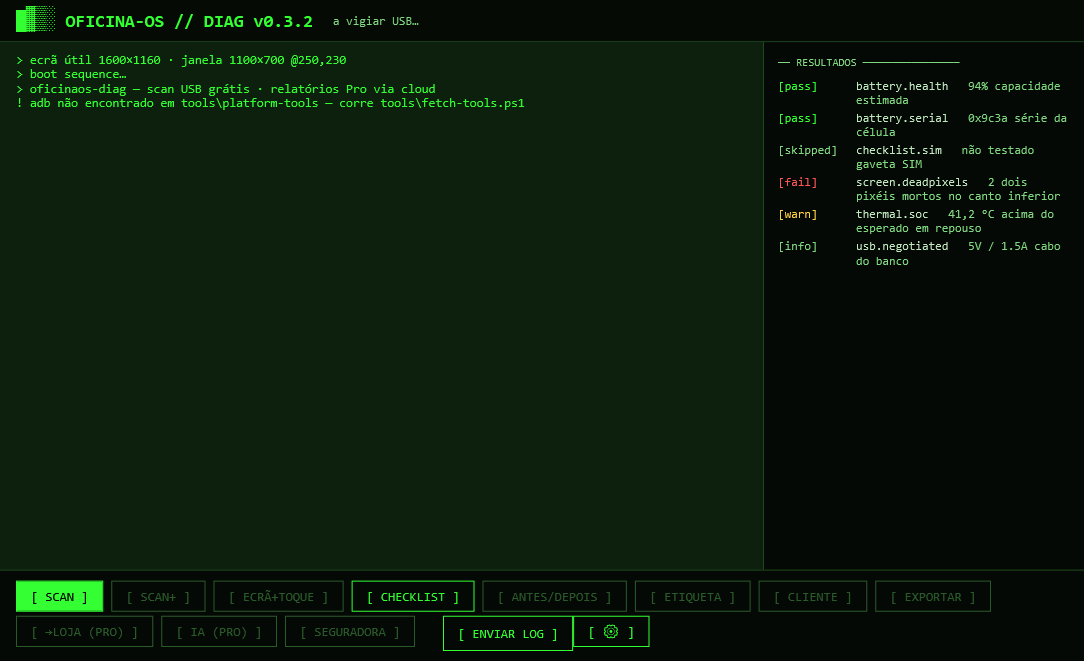 OFICINA-OS // DIAG v0.3.2 a vigiar USB…
> ecrã útil 1600×1160 · janela 1100×700 @250,230
> boot sequence…
> oficinaos-diag — scan USB grátis · relatórios Pro via cloud
! adb não encontrado em tools\platform-tools — corre tools\fetch-tools.ps1
── RESULTADOS ────────────────
[pass] battery.health 94% capacidade
estimada
[pass] battery.serial 0x9c3a série da
célula
[skipped] checklist.sim não testado
gaveta SIM
[fail] screen.deadpixels 2 dois
pixéis mortos no canto inferior
[warn] thermal.soc 41,2 °C acima do
esperado em repouso
[info] usb.negotiated 5V / 1.5A cabo
do banco
[ SCAN ] [ SCAN+ ] [ ECRÃ+TOQUE ] [ CHECKLIST ] [ ANTES/DEPOIS ] [ ETIQUETA ] [ CLIENTE ] [ EXPORTAR ]
[ →LOJA (PRO) ] [ IA (PRO) ] [ SEGURADORA ] [ ENVIAR LOG ] [ ⚙ ]